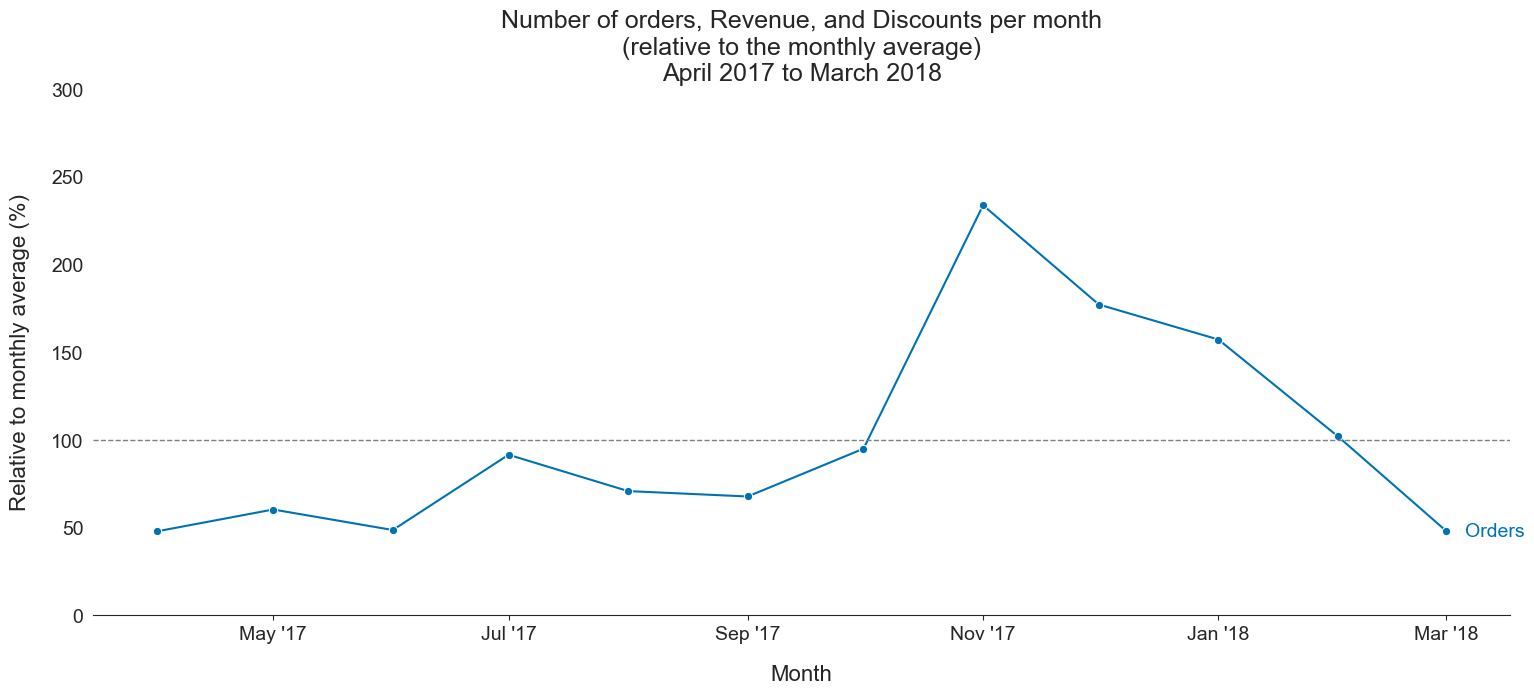 Number of orders, Revenue, and Discounts per month
(relative to the monthly average)
April 2017 to March 2018
Relative to monthly average (%)
300
250
200
150
100
50
0
Orders
May '17
Jul '17
Sep '17
Nov '17
Jan '18
Mar '18
Month